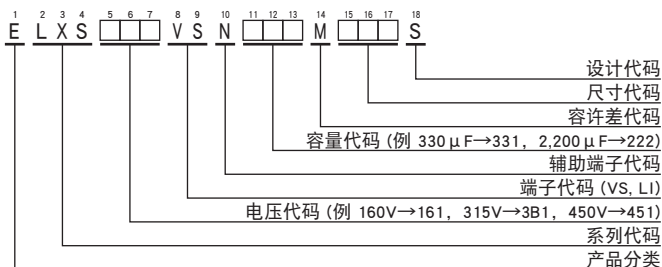 1 2 3 4 5 6 7 8 9 10 11 12 13 14 15 16 17 18
E L X S □□□ V S N □□□ M □□□ S
设计代码
尺寸代码
容许差代码
容量代码 (例 330μF→331, 2,200μF→222)
辅助端子代码
端子代码 (VS, LI)
电压代码 (例 160V→161, 315V→3B1, 450V→451)
系列代码
产品分类